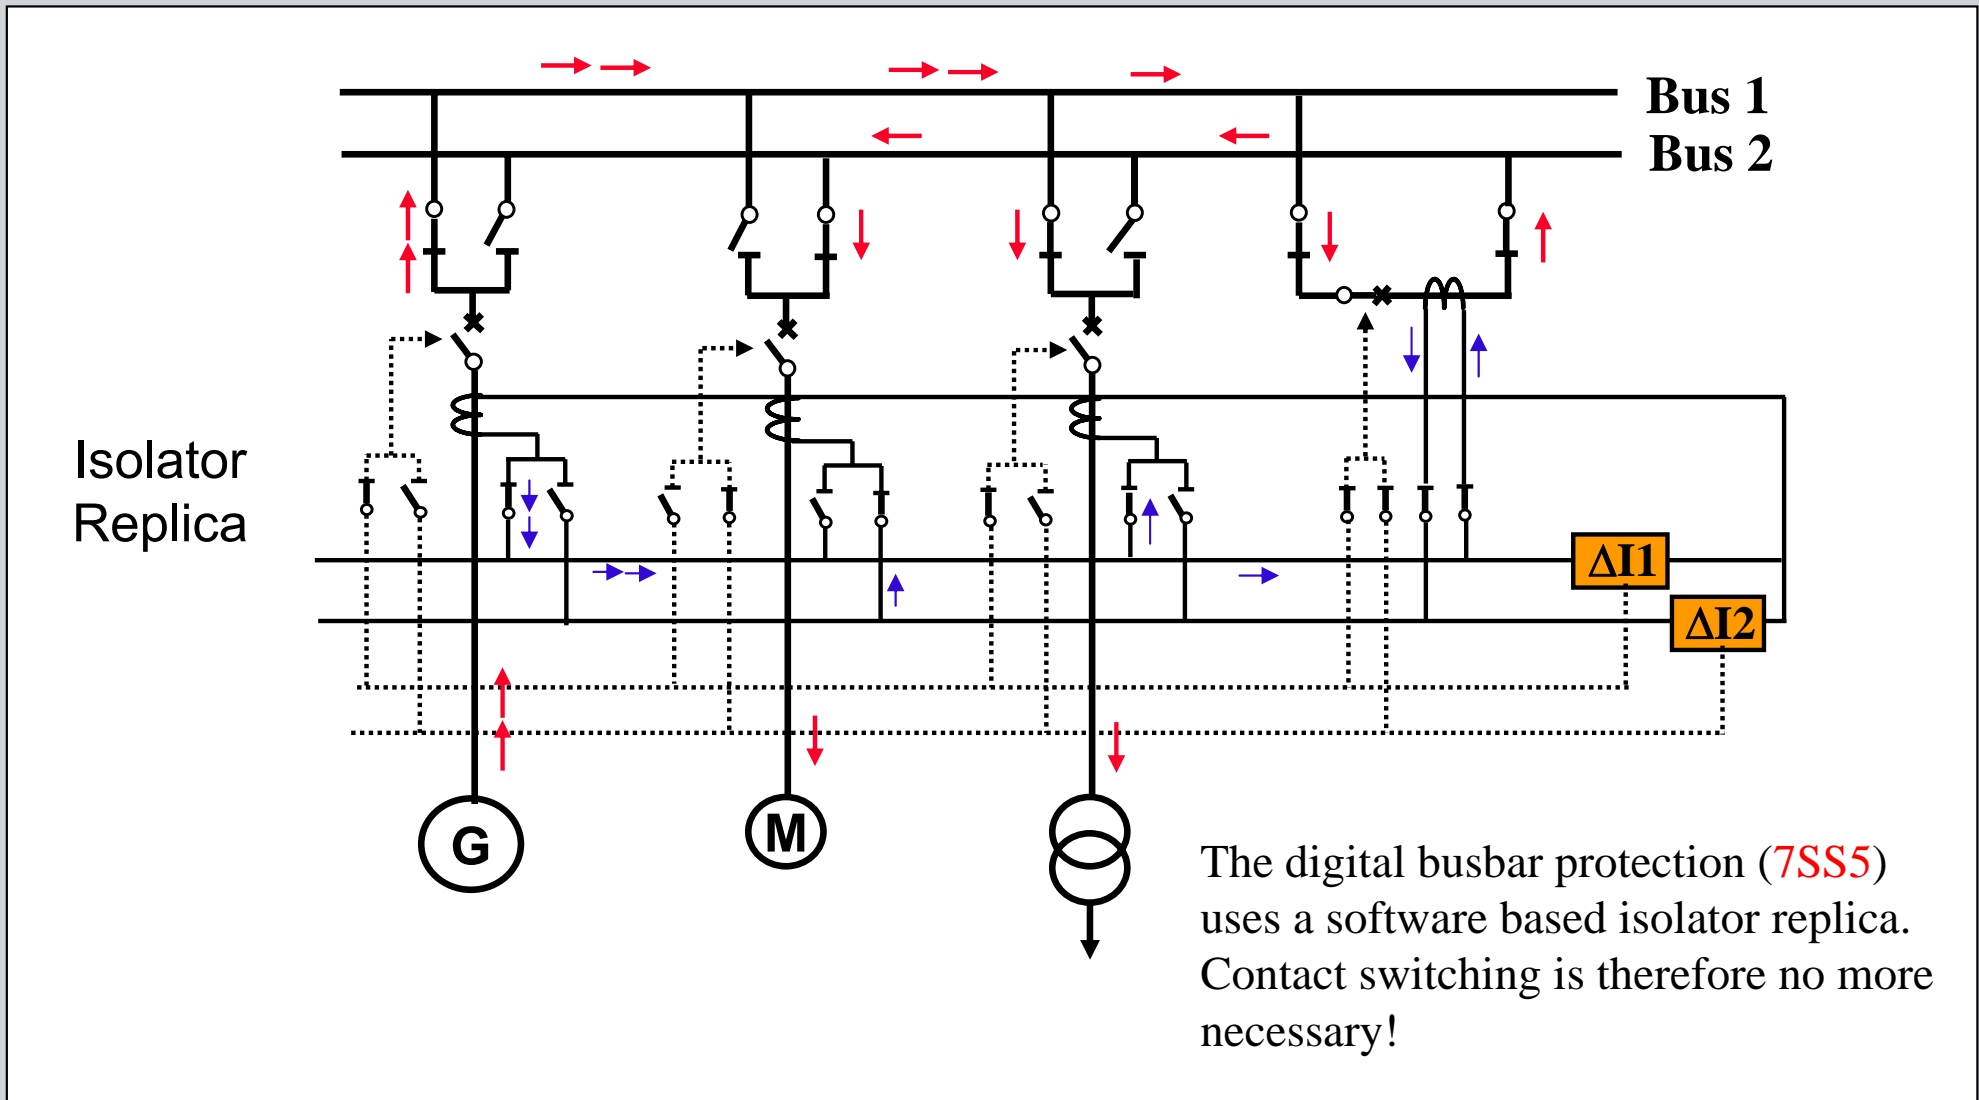 Bus 1
Bus 2
Isolator
Replica
ΔI1
ΔI2
G
M
The digital busbar protection (7SS5)
uses a software based isolator replica.
Contact switching is therefore no more
necessary!